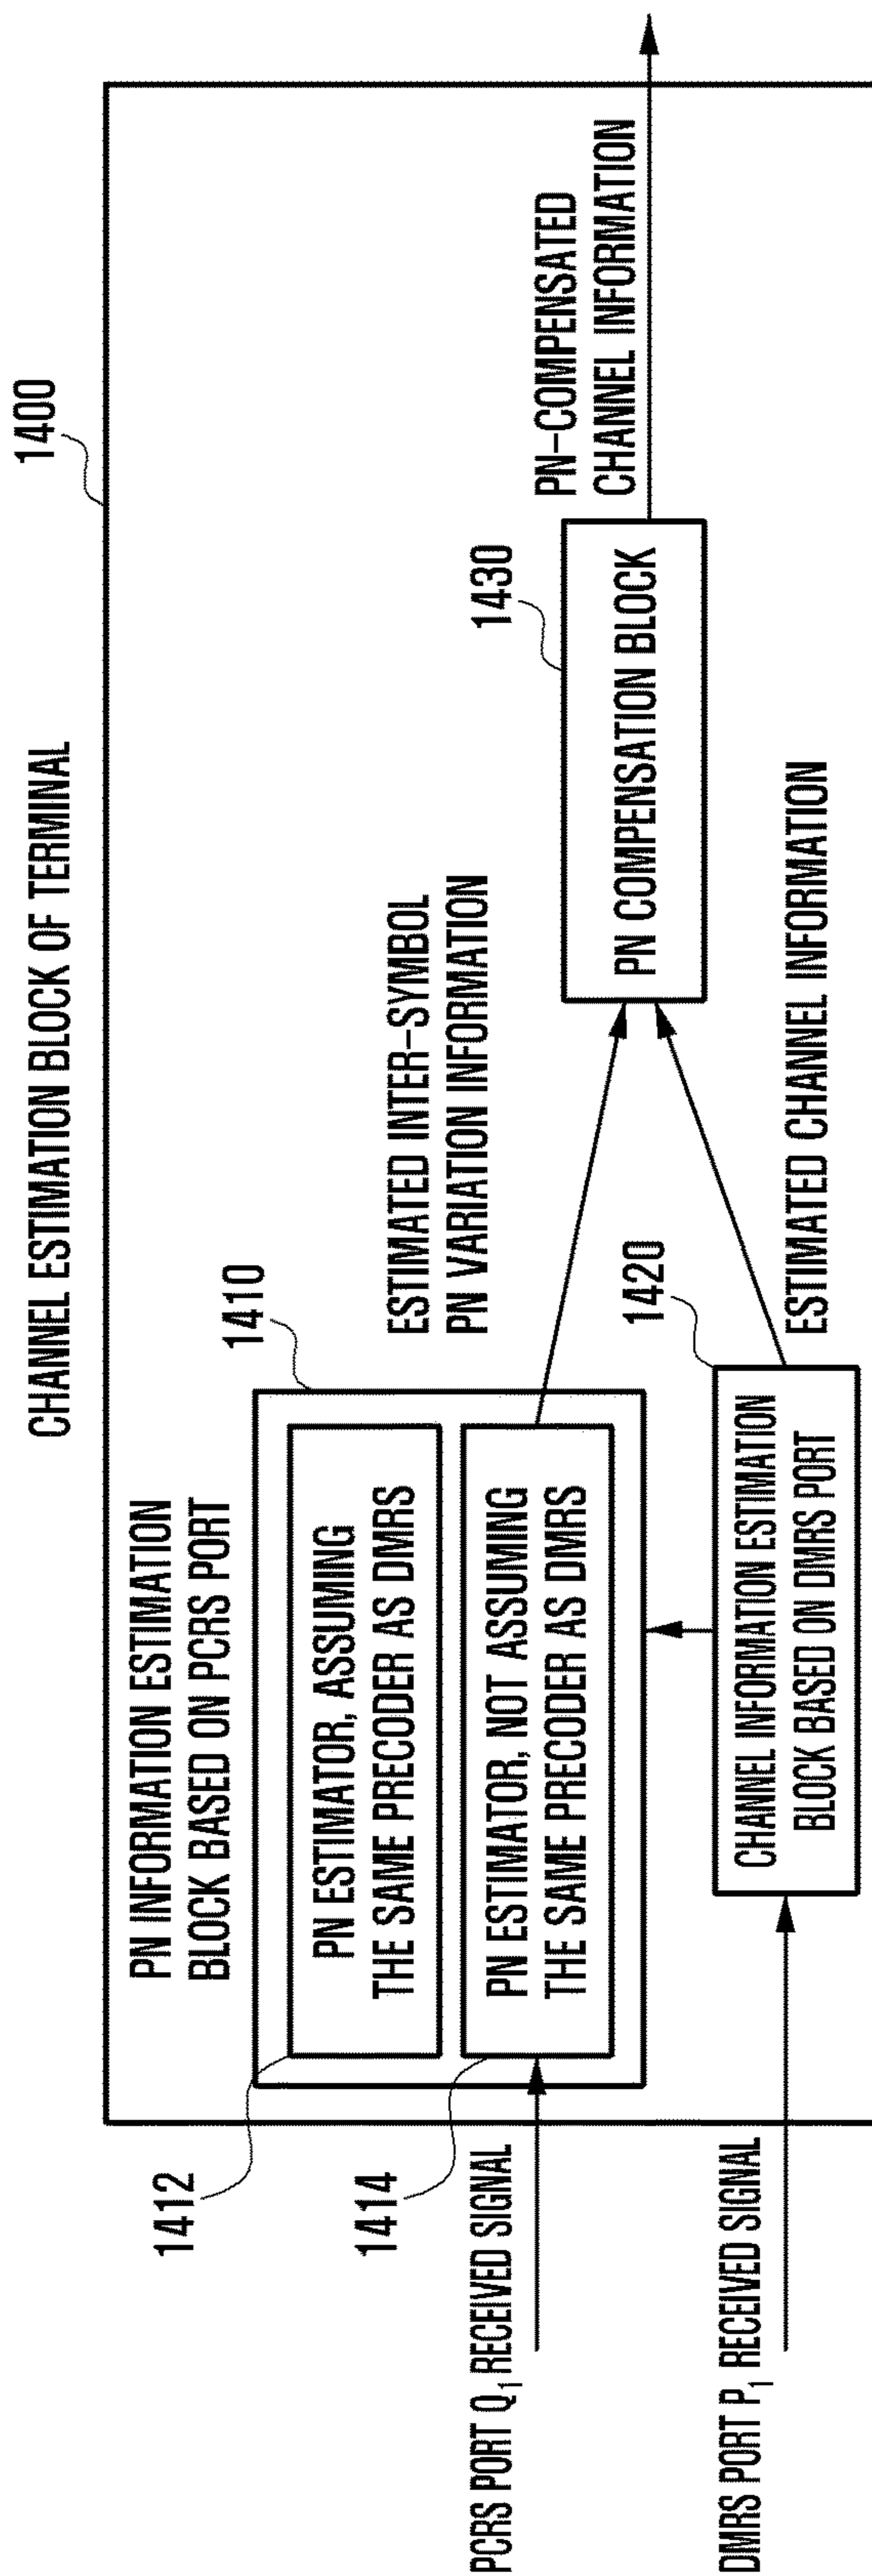 CHANNEL ESTIMATION BLOCK OF TERMINAL
1400
PN INFORMATION ESTIMATION
BLOCK BASED ON PCRS PORT
1410
1412
PN ESTIMATOR, ASSUMING
THE SAME PRECODER AS DMRS
1414
PN ESTIMATOR, NOT ASSUMING
THE SAME PRECODER AS DMRS
PCRS PORT Q1 RECEIVED SIGNAL
ESTIMATED INTER-SYMBOL
PN VARIATION INFORMATION
1430
PN COMPENSATION BLOCK
PN-COMPENSATED
CHANNEL INFORMATION
1420
CHANNEL INFORMATION ESTIMATION
BLOCK BASED ON DMRS PORT
DMRS PORT P1 RECEIVED SIGNAL
ESTIMATED CHANNEL INFORMATION